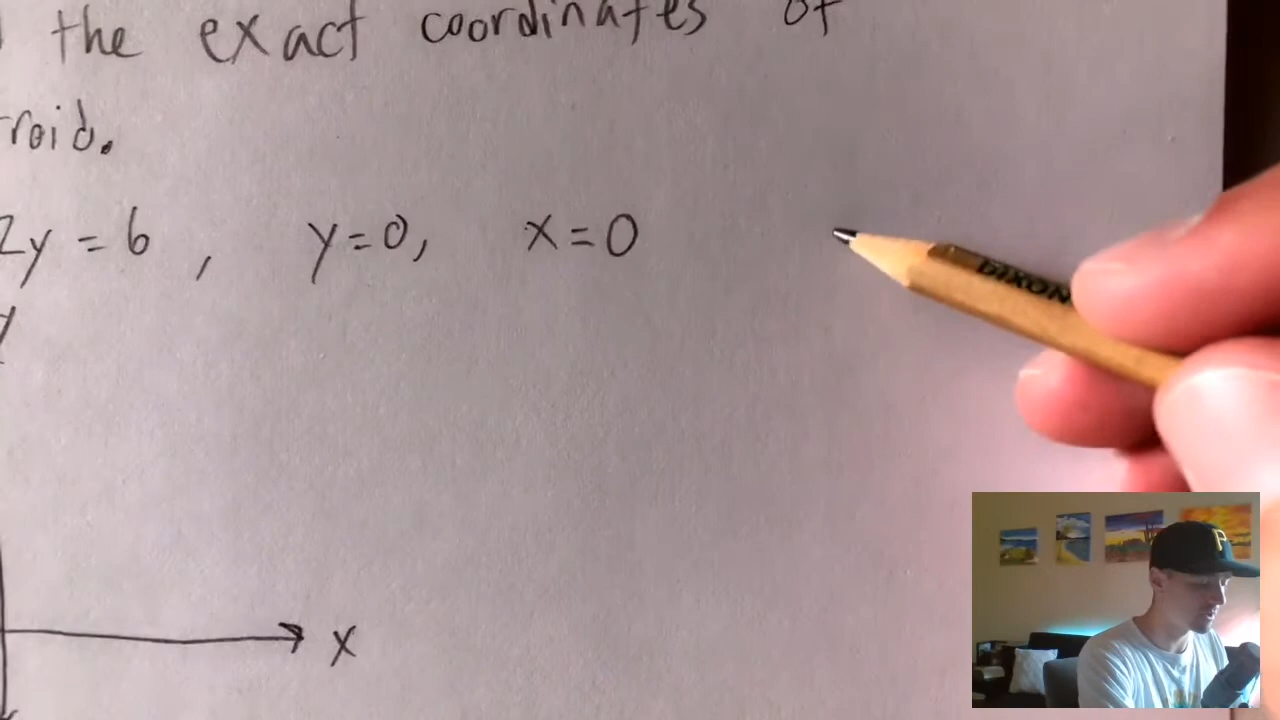 the exact coordinates of
roid.
2y = 6 , y=0, x=0
y
x
DIXON
P